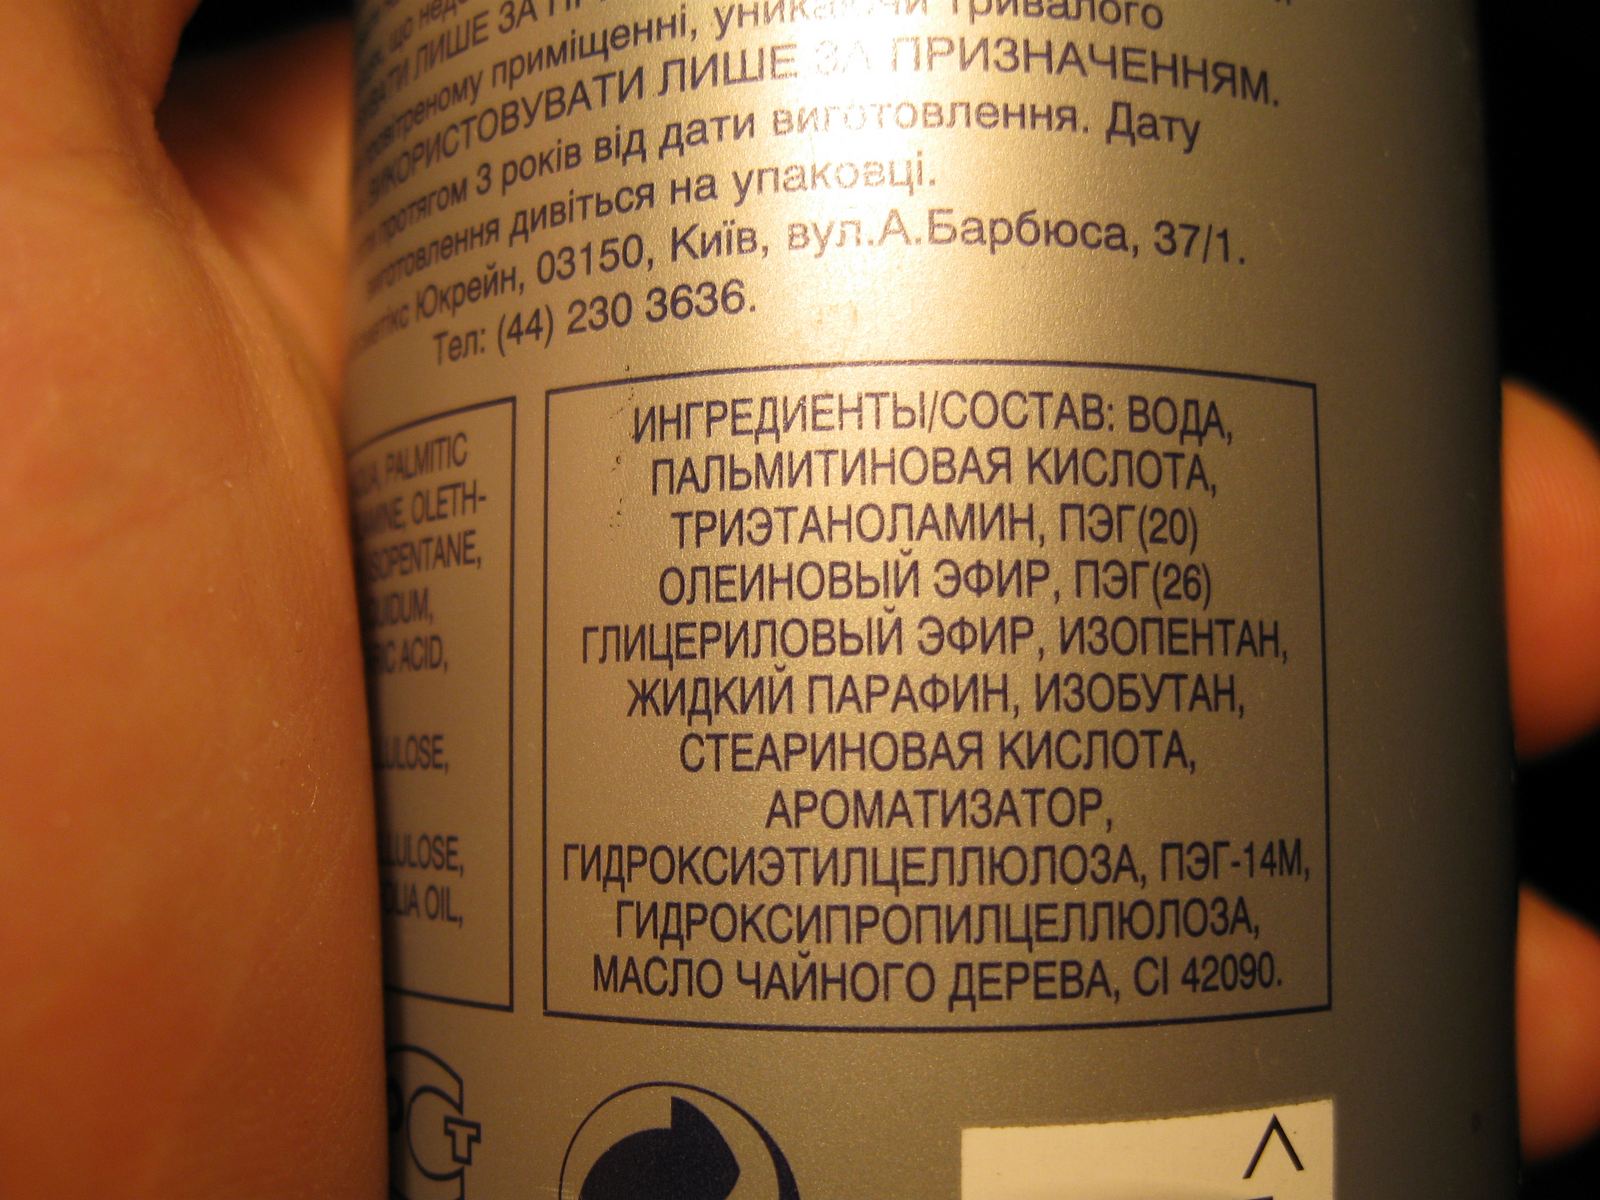 що
ЛИШЕ ЗА
приміщенні, уникаючи тривалого
ВИКОРИСТОВУВАТИ ЛИШЕ ЗА ПРИЗНАЧЕННЯМ.
протягом 3 років від дати виготовлення. Дату
виготовлення дивіться на упаковці.
Юкрейн, 03150, Київ, вул.А.Барбюса, 37/1.
Тел: (44) 230 3636.
PALMITIC
OLETH-
ISOPENTANE,
ACID,
OIL,
ИНГРЕДИЕНТЫ/СОСТАВ: ВОДА,
ПАЛЬМИТИНОВАЯ КИСЛОТА,
ТРИЭТАНОЛАМИН, ПЭГ(20)
ОЛЕИНОВЫЙ ЭФИР, ПЭГ(26)
ГЛИЦЕРИЛОВЫЙ ЭФИР, ИЗОПЕНТАН,
ЖИДКИЙ ПАРАФИН, ИЗОБУТАН,
СТЕАРИНОВАЯ КИСЛОТА,
АРОМАТИЗАТОР,
ГИДРОКСИЭТИЛЦЕЛЛЮЛОЗА, ПЭГ-14М,
ГИДРОКСИПРОПИЛЦЕЛЛЮЛОЗА,
МАСЛО ЧАЙНОГО ДЕРЕВА, CI 42090.